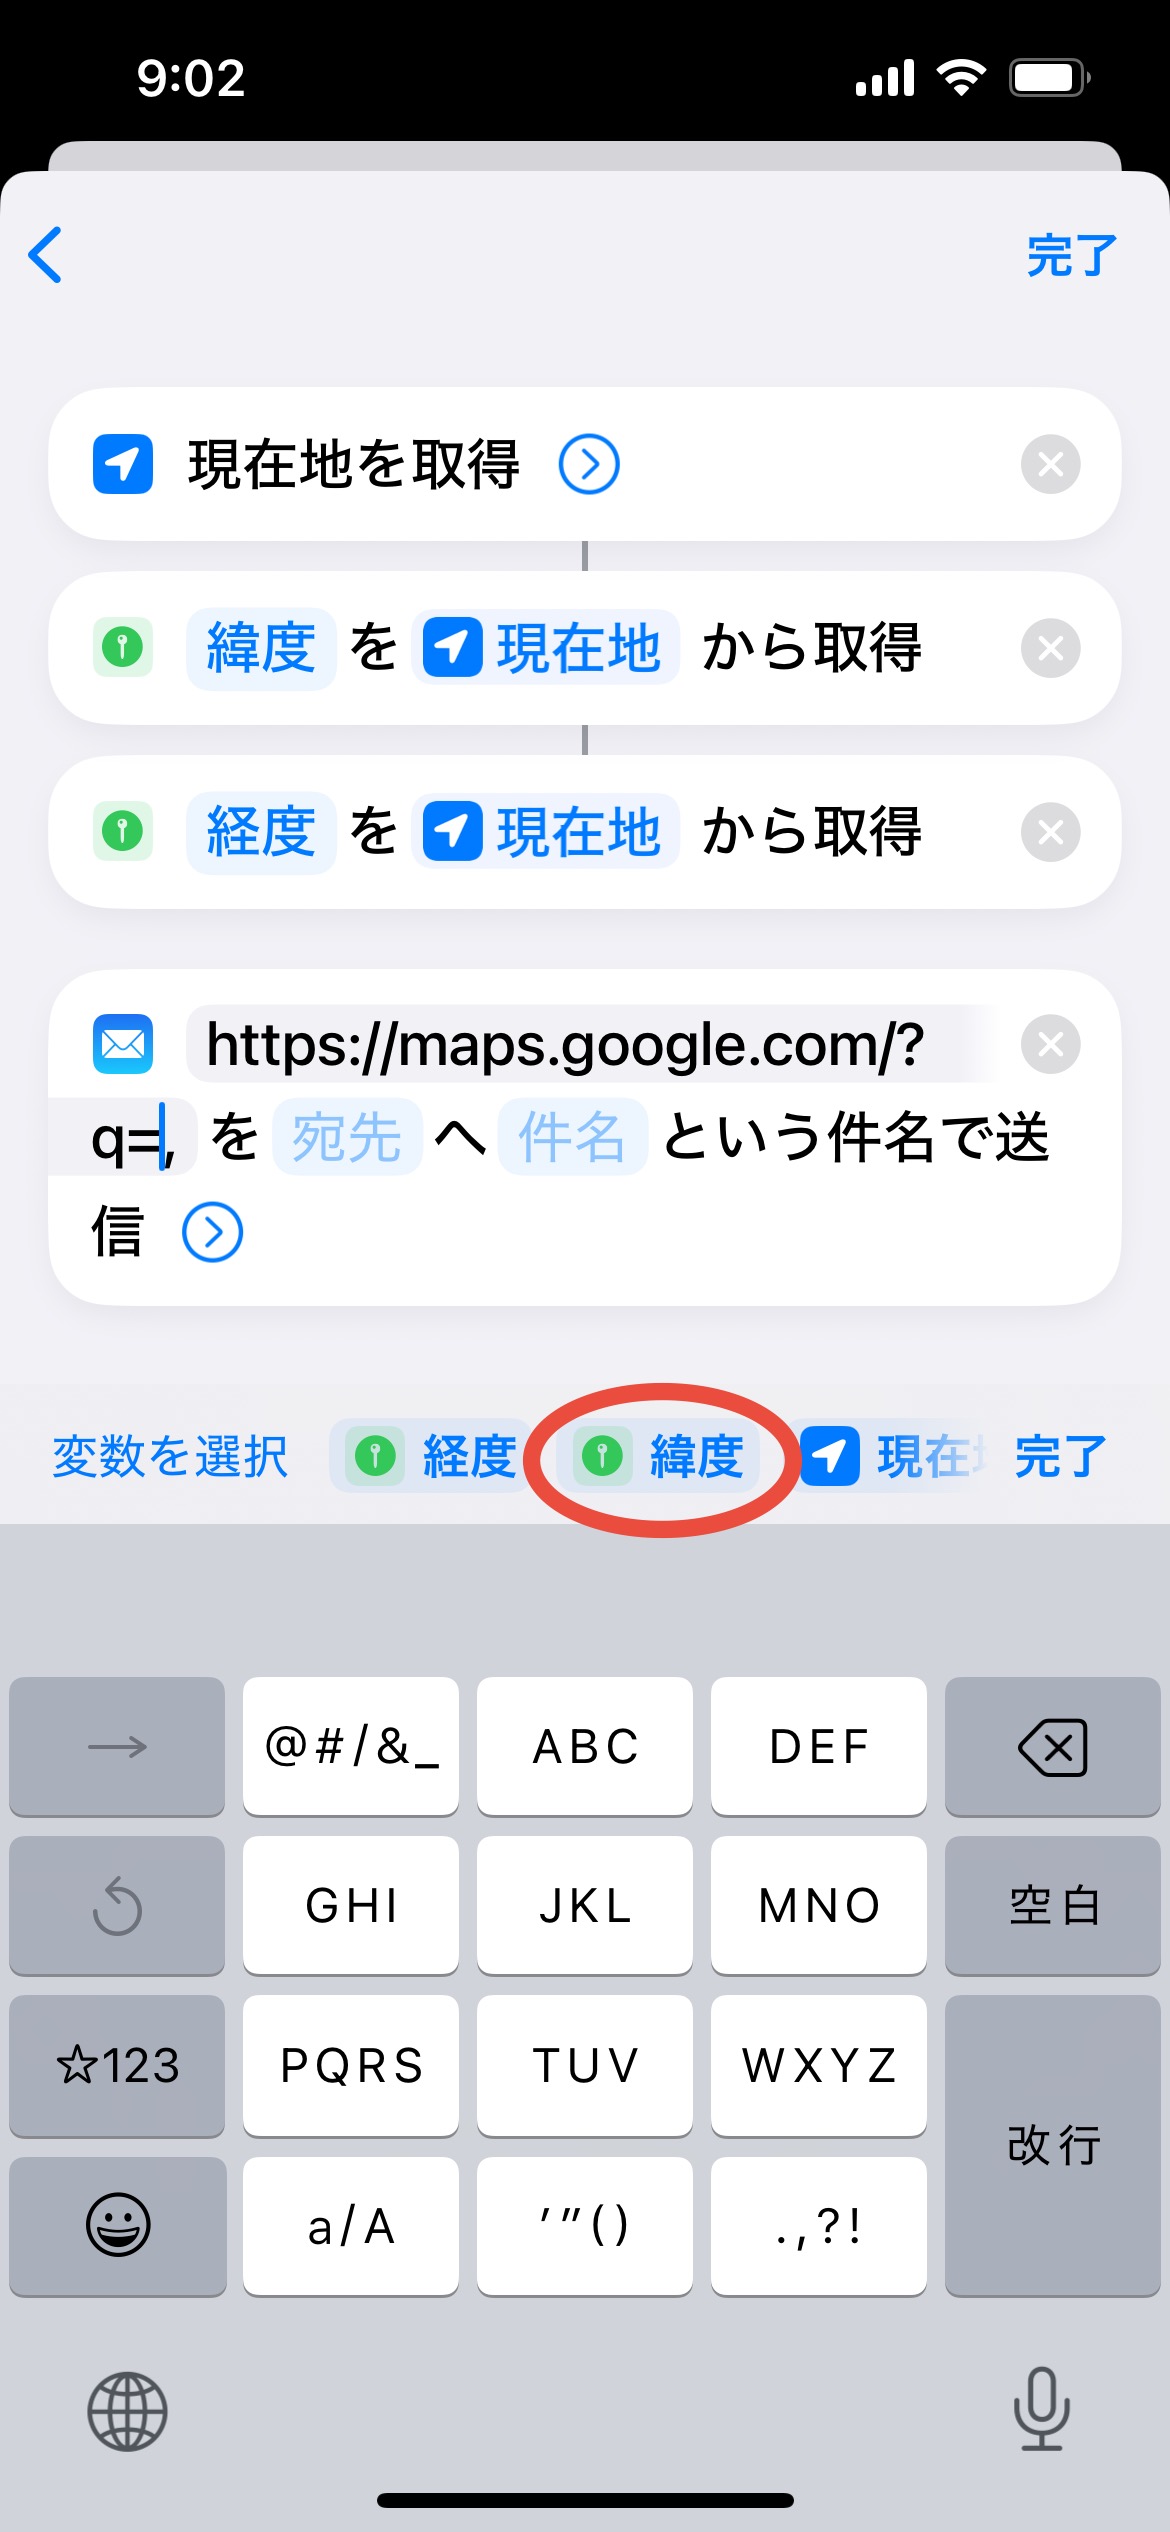 9:02
完了
現在地を取得
緯度 を 現在地 から取得
経度 を 現在地 から取得
https://maps.google.com/?
q=, を 宛先 へ 件名 という件名で送
信
変数を選択 経度 緯度 現在 完了
→ @#/&_ ABC DEF
GHI JKL MNO 空白
☆123 PQRS TUV WXYZ
改行
a/A ’”() .,?!